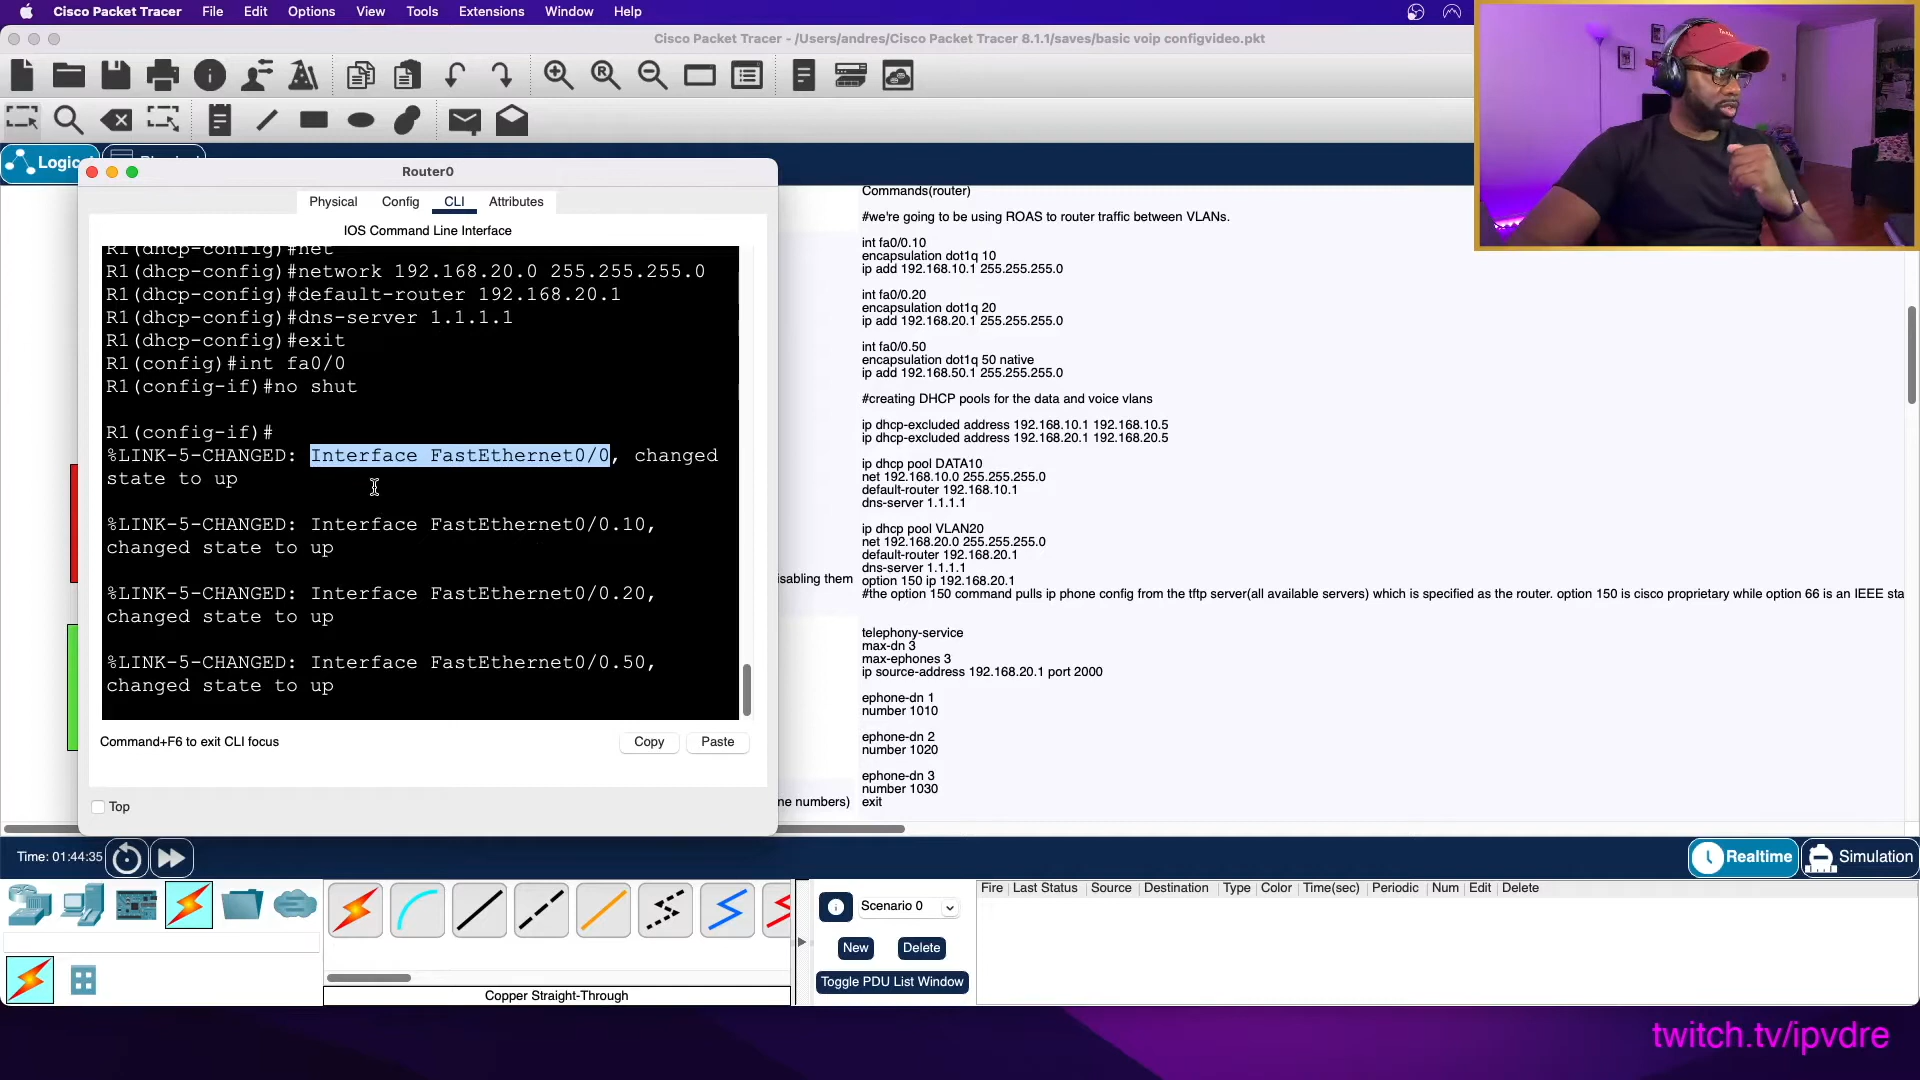 Cisco Packet Tracer File Edit Options View Tools Extensions Window Help
Cisco Packet Tracer - /Users/andres/Cisco Packet Tracer 8.1.1/saves/basic voip configvideo.pkt
Logic
Router0
Physical Config CLI Attributes
IOS Command Line Interface
R1(dhcp-config)#net
R1(dhcp-config)#network 192.168.20.0 255.255.255.0
R1(dhcp-config)#default-router 192.168.20.1
R1(dhcp-config)#dns-server 1.1.1.1
R1(dhcp-config)#exit
R1(config)#int fa0/0
R1(config-if)#no shut
R1(config-if)#
%LINK-5-CHANGED: Interface FastEthernet0/0, changed
state to up
%LINK-5-CHANGED: Interface FastEthernet0/0.10,
changed state to up
%LINK-5-CHANGED: Interface FastEthernet0/0.20,
changed state to up
%LINK-5-CHANGED: Interface FastEthernet0/0.50,
changed state to up
Command+F6 to exit CLI focus
Copy Paste
Top
Commands(router)
#we're going to be using ROAS to router traffic between VLANs.
int fa0/0.10
encapsulation dot1q 10
ip add 192.168.10.1 255.255.255.0
int fa0/0.20
encapsulation dot1q 20
ip add 192.168.20.1 255.255.255.0
int fa0/0.50
encapsulation dot1q 50 native
ip add 192.168.50.1 255.255.255.0
#creating DHCP pools for the data and voice vlans
ip dhcp-excluded address 192.168.10.1 192.168.10.5
ip dhcp-excluded address 192.168.20.1 192.168.20.5
ip dhcp pool DATA10
net 192.168.10.0 255.255.255.0
default-router 192.168.10.1
dns-server 1.1.1.1
ip dhcp pool VLAN20
net 192.168.20.0 255.255.255.0
default-router 192.168.20.1
dns-server 1.1.1.1
isabling them
option 150 ip 192.168.20.1
#the option 150 command pulls ip phone config from the tftp server(all available servers) which is specified as the router. option 150 is cisco proprietary while option 66 is an IEEE sta
telephony-service
max-dn 3
max-ephones 3
ip source-address 192.168.20.1 port 2000
ephone-dn 1
number 1010
ephone-dn 2
number 1020
ephone-dn 3
number 1030
ne numbers)
exit
Time: 01:44:35
Realtime Simulation
Scenario 0
New Delete
Toggle PDU List Window
Fire Last Status Source Destination Type Color Time(sec) Periodic Num Edit Delete
Copper Straight-Through
twitch.tv/ipvdre